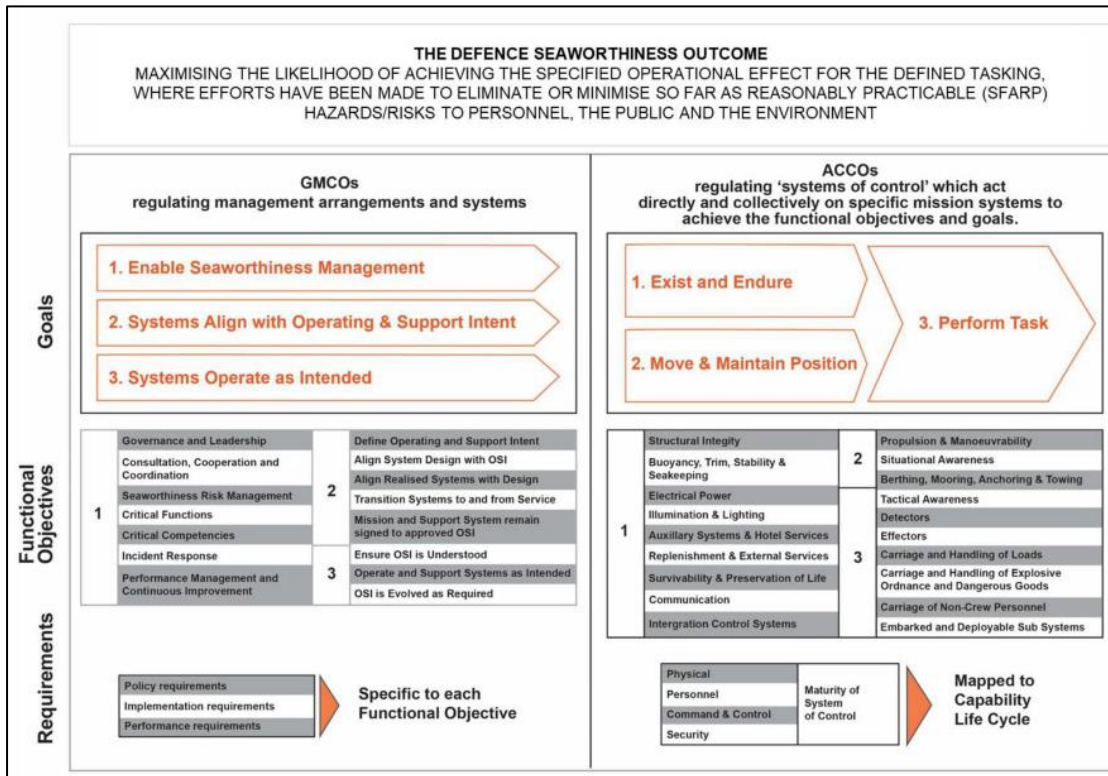 THE DEFENCE SEAWORTHINESS OUTCOME
MAXIMISING THE LIKELIHOOD OF ACHIEVING THE SPECIFIED OPERATIONAL EFFECT FOR THE DEFINED TASKING,
WHERE EFFORTS HAVE BEEN MADE TO ELIMINATE OR MINIMISE SO FAR AS REASONABLY PRACTICABLE (SFARP)
HAZARDS/RISKS TO PERSONNEL, THE PUBLIC AND THE ENVIRONMENT
GMCOs
regulating management arrangements and systems
ACCOs
regulating ‘systems of control’ which act
directly and collectively on specific mission systems to
achieve the functional objectives and goals.
Goals
1. Enable Seaworthiness Management
2. Systems Align with Operating & Support Intent
3. Systems Operate as Intended
1. Exist and Endure
2. Move & Maintain Position
3. Perform Task
Functional
Objectives
1
Governance and Leadership
Consultation, Cooperation and
Coordination
Seaworthiness Risk Management
Critical Functions
Critical Competencies
Incident Response
Performance Management and
Continuous Improvement
2
Define Operating and Support Intent
Align System Design with OSI
Align Realised Systems with Design
Transition Systems to and from Service
Mission and Support System remain
signed to approved OSI
3
Ensure OSI is Understood
Operate and Support Systems as Intended
OSI is Evolved as Required
1
Structural Integity
Buoyancy, Trim, Stability &
Seakeeping
Electrical Power
Illumination & Lighting
Auxillary Systems & Hotel Services
Replenishment & External Services
Survivability & Preservation of Life
Communication
Intergration Control Systems
2
Propulsion & Manoeuvrability
Situational Awareness
Berthing, Mooring, Anchoring & Towing
3
Tactical Awareness
Detectors
Effectors
Carriage and Handling of Loads
Carriage and Handling of Explosive
Ordnance and Dangerous Goods
Carriage of Non-Crew Personnel
Embarked and Deployable Sub Systems
Requirements
Policy requirements
Implementation requirements
Performance requirements
Specific to each
Functional Objective
Physical
Personnel
Command & Control
Security
Maturity of
System
of Control
Mapped to
Capability
Life Cycle